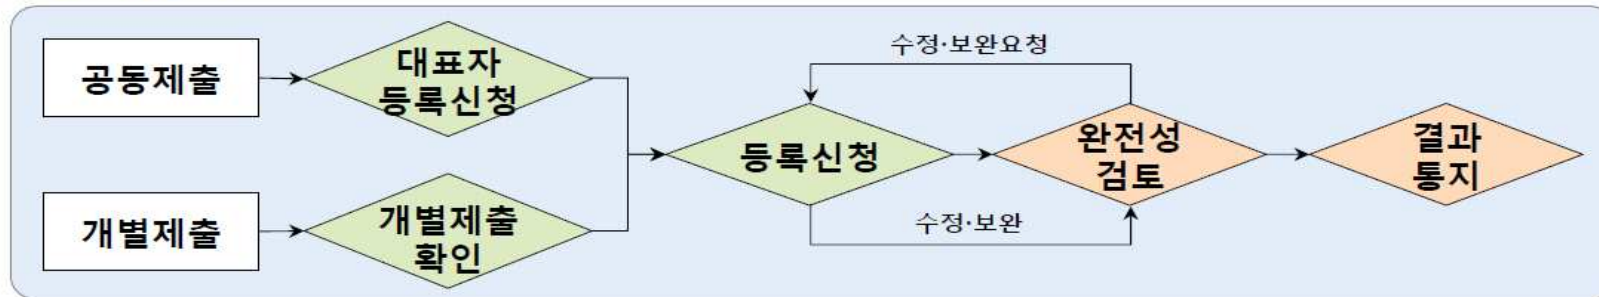 공동제출
대표자
등록신청
개별제출
개별제출
확인
등록신청
수정·보완요청
수정·보완
완전성
검토
결과
통지